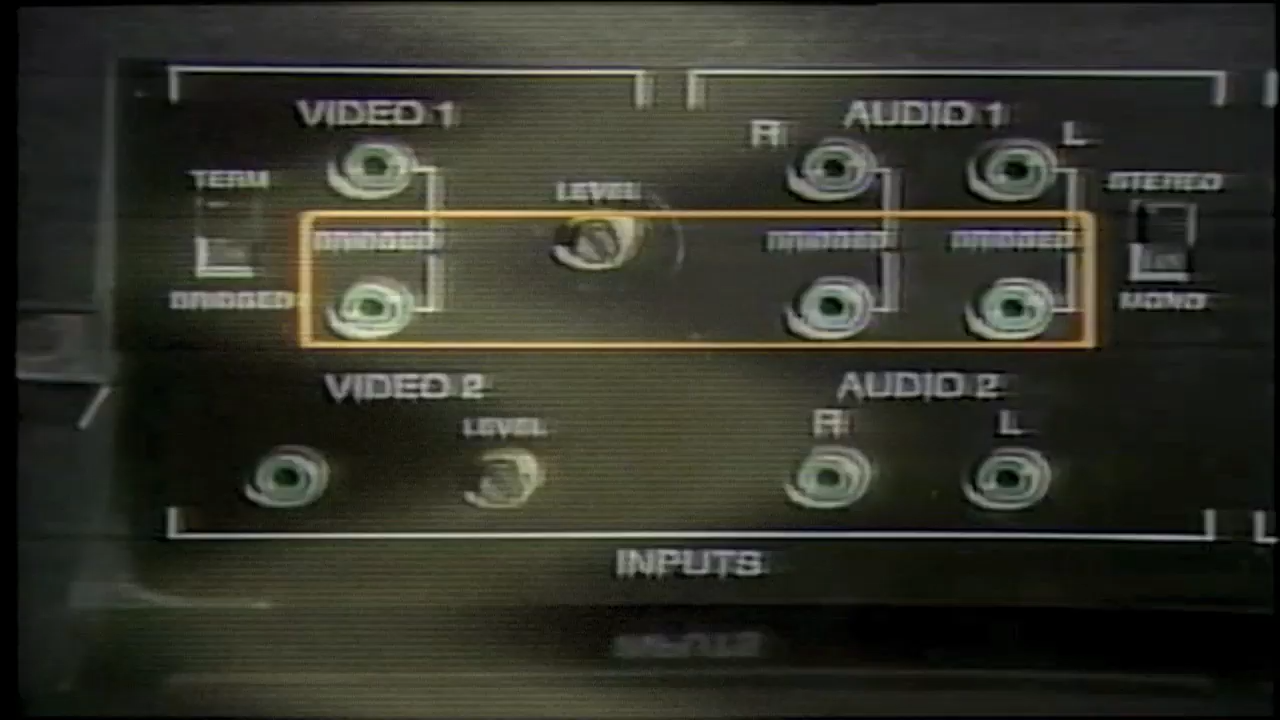 VIDEO 1
AUDIO 1
R
L
TERM
LEVEL
STEREO
BRIDGED
BRIDGED
BRIDGED
BRIDGED
MONO
VIDEO 2
AUDIO 2
LEVEL
R
L
INPUTS